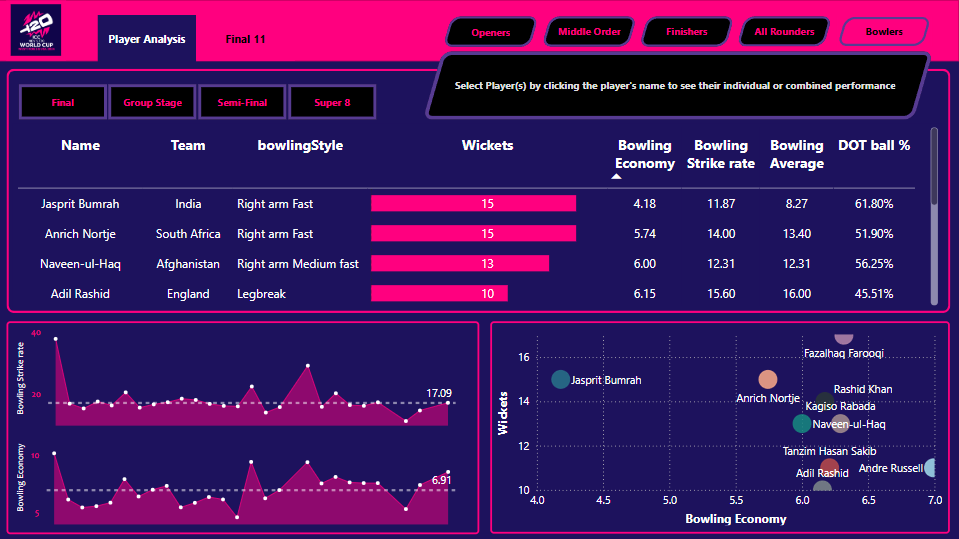 T20
ICC
WORLD CUP
Player Analysis
Final 11
Openers
Middle Order
Finishers
All Rounders
Bowlers
Select Player(s) by clicking the player's name to see their individual or combined performance
Final
Group Stage
Semi-Final
Super 8
Name Team bowlingStyle Wickets Bowling Economy Bowling Strike rate Bowling Average DOT ball %
Jasprit Bumrah India Right arm Fast 15 4.18 11.87 8.27 61.80%
Anrich Nortje South Africa Right arm Fast 15 5.74 14.00 13.40 51.90%
Naveen-ul-Haq Afghanistan Right arm Medium fast 13 6.00 12.31 12.31 56.25%
Adil Rashid England Legbreak 10 6.15 15.60 16.00 45.51%
Bowling Strike rate
40
20
17.09
Bowling Economy
10
5
6.91
Wickets
16
14
12
10
Fazalhaq Farooqi
Jasprit Bumrah
Anrich Nortje
Rashid Khan
Kagiso Rabada
Naveen-ul-Haq
Tanzim Hasan Sakib
Andre Russell
Adil Rashid
4.0 4.5 5.0 5.5 6.0 6.5 7.0
Bowling Economy